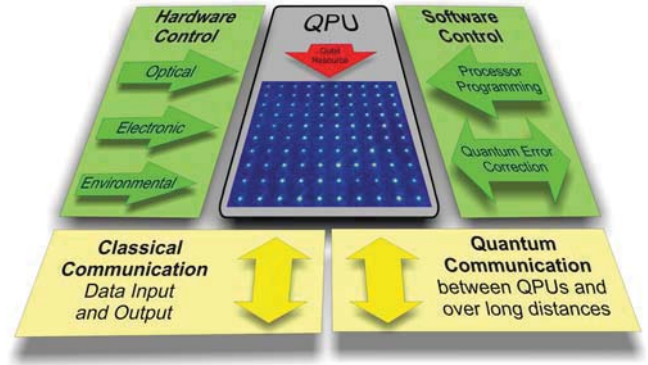 Hardware
Control
Optical
Electronic
Environmental
QPU
Qubit
Resource
Software
Control
Processor
Programming
Quantum Error
Correction
Classical
Communication
Data Input
and Output
Quantum
Communication
between QPUs and
over long distances